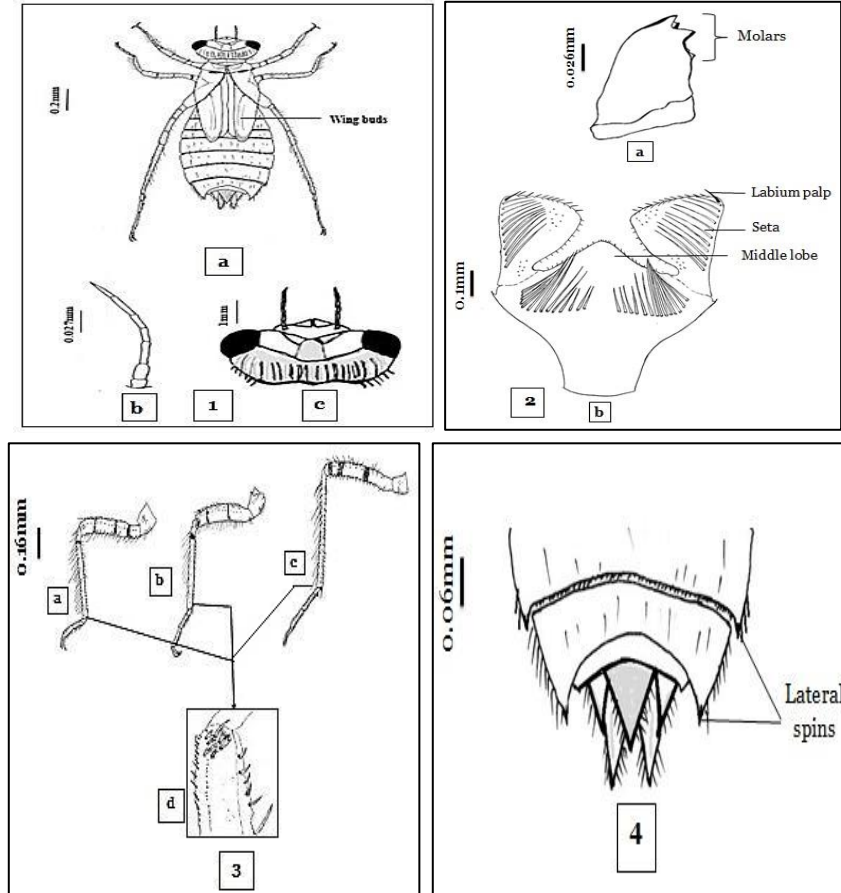 0.2mm
Wing buds
a
0.027mm
1mm
b
1
c
0.026mm
Molars
a
Labium palp
Seta
Middle lobe
0.1mm
2
b
0.16mm
a
b
c
d
3
0.06mm
Lateral
spins
4